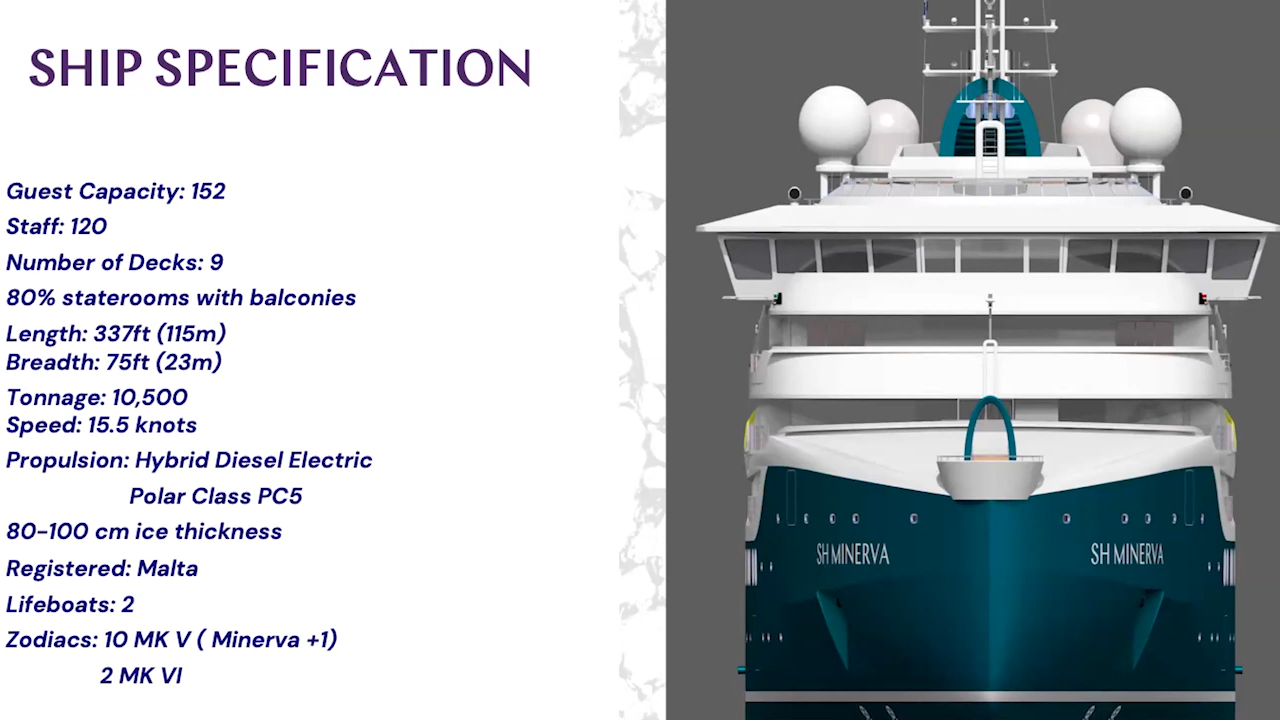 SHIP SPECIFICATION
Guest Capacity: 152
Staff: 120
Number of Decks: 9
80% staterooms with balconies
Length: 337ft (115m)
Breadth: 75ft (23m)
Tonnage: 10,500
Speed: 15.5 knots
Propulsion: Hybrid Diesel Electric
Polar Class PC5
80-100 cm ice thickness
Registered: Malta
Lifeboats: 2
Zodiacs: 10 MK V ( Minerva +1)
2 MK VI
SH MINERVA
SH MINERVA